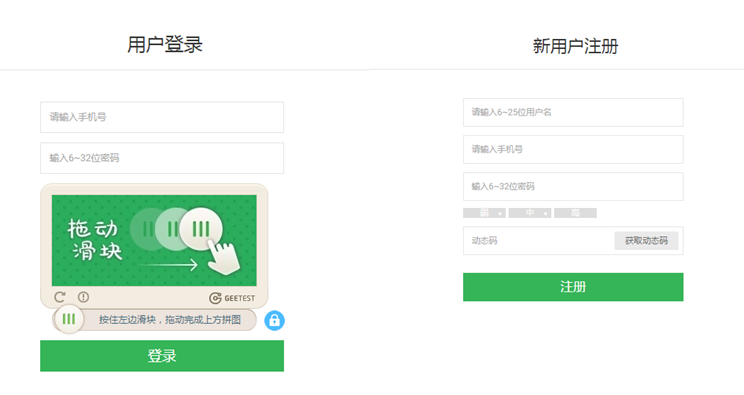 用户登录
请输入手机号
输入6~32位密码
拖动
滑块
GEETEST
按住左边滑块，拖动完成上方拼图
登录
新用户注册
请输入6~25位用户名
请输入手机号
输入6~32位密码
弱 中 高
动态码 获取动态码
注册